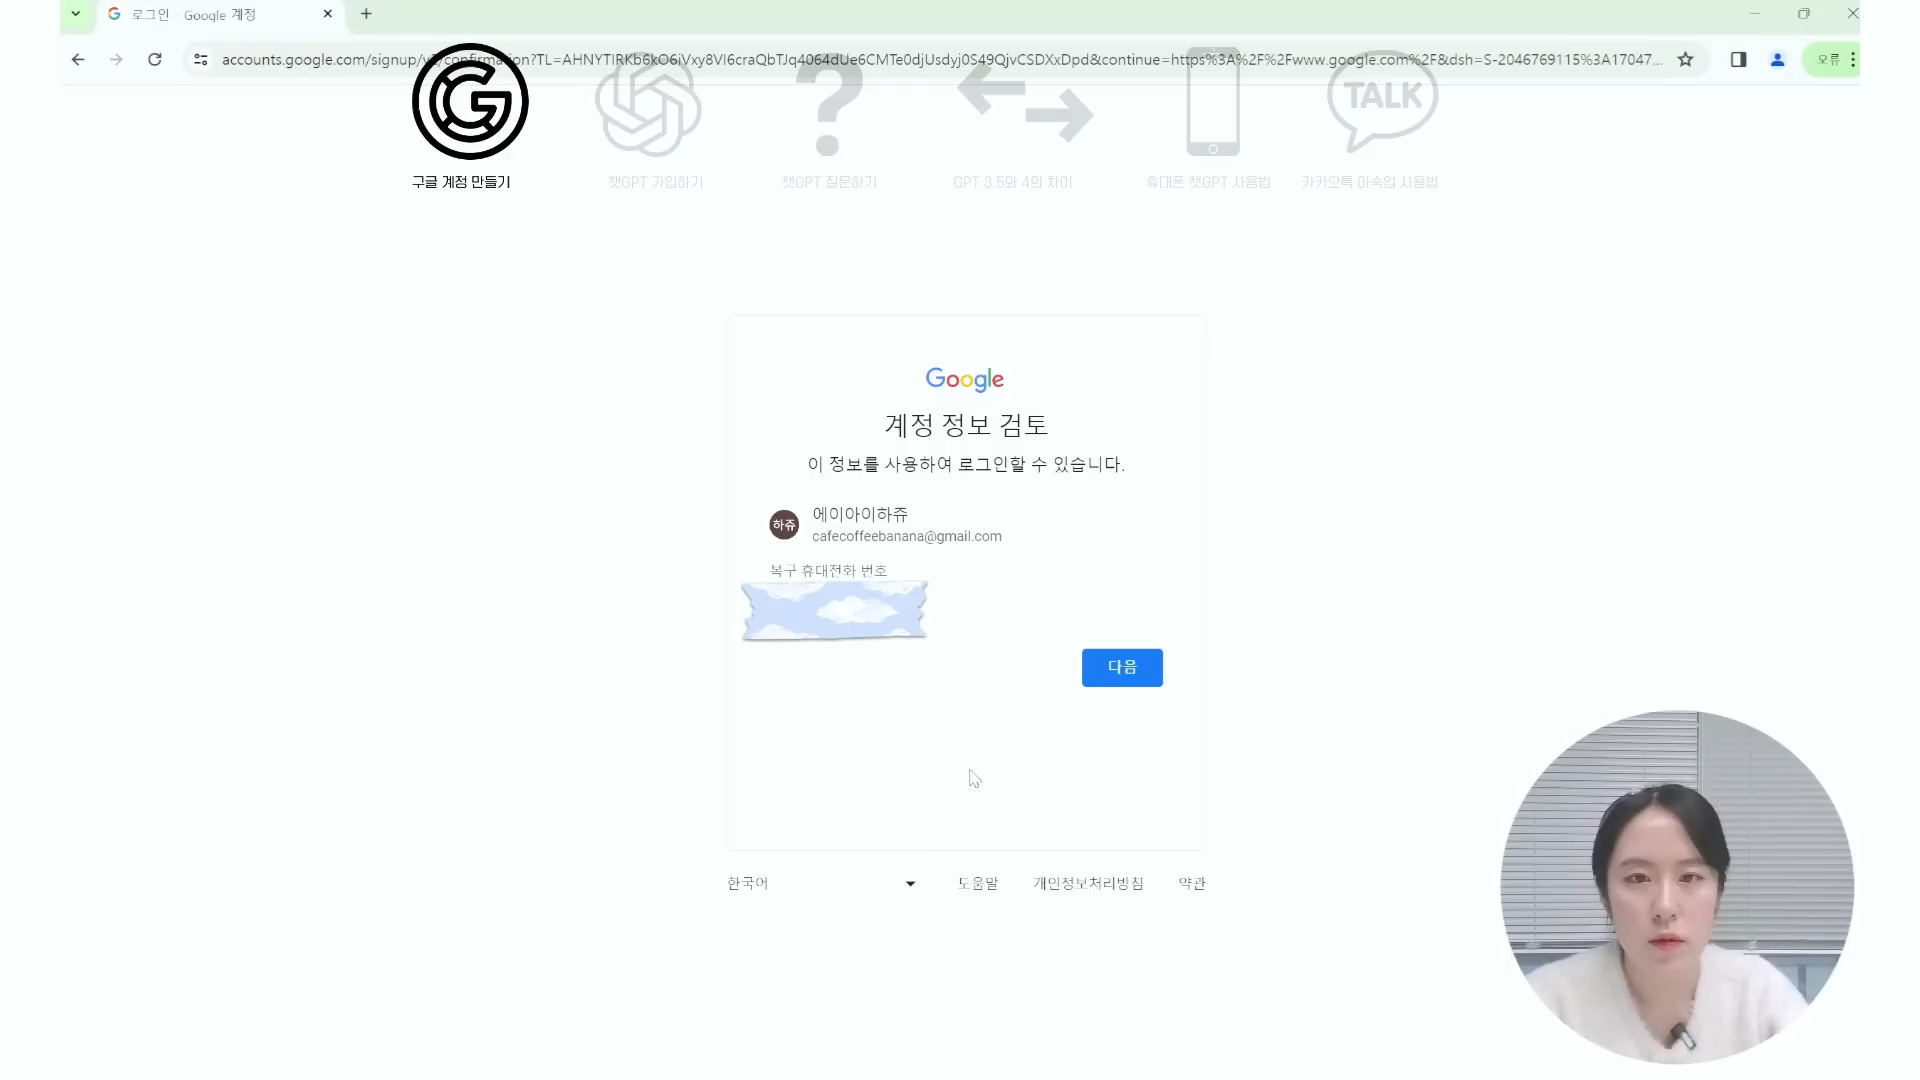 로그인 - Google 계정
accounts.google.com/signup/v2/confirmation?TL=AHNYTIRKb6kO6iVxy8VI6craQbTJq4064dUe6CMTe0djUsdyj0S49QjvCSDXxDpd&continue=https%3A%2F%2Fwww.google.com%2F&dsh=S-2046769115%3A17047...
오류
TALK
구글 계정 만들기
챗GPT 가입하기
챗GPT 질문하기
GPT 3.5와 4의 차이
휴대폰 챗GPT 사용법
카카오톡 아숙업 사용법
Google
계정 정보 검토
이 정보를 사용하여 로그인할 수 있습니다.
하쥬
에이아이하쥬
cafecoffeebanana@gmail.com
복구 휴대전화 번호
다음
한국어
도움말
개인정보처리방침
약관